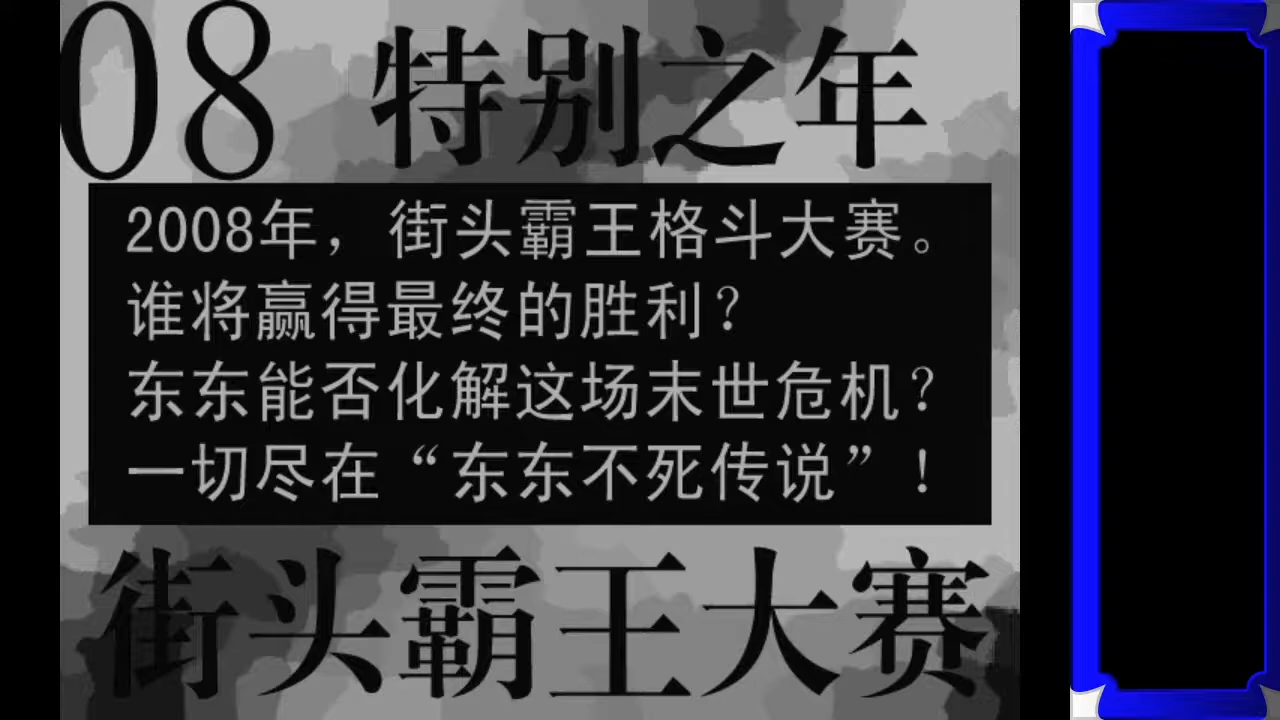 08 特别之年
2008年，街头霸王格斗大赛。
谁将赢得最终的胜利？
东东能否化解这场末世危机？
一切尽在“东东不死传说”！
街头霸王大赛